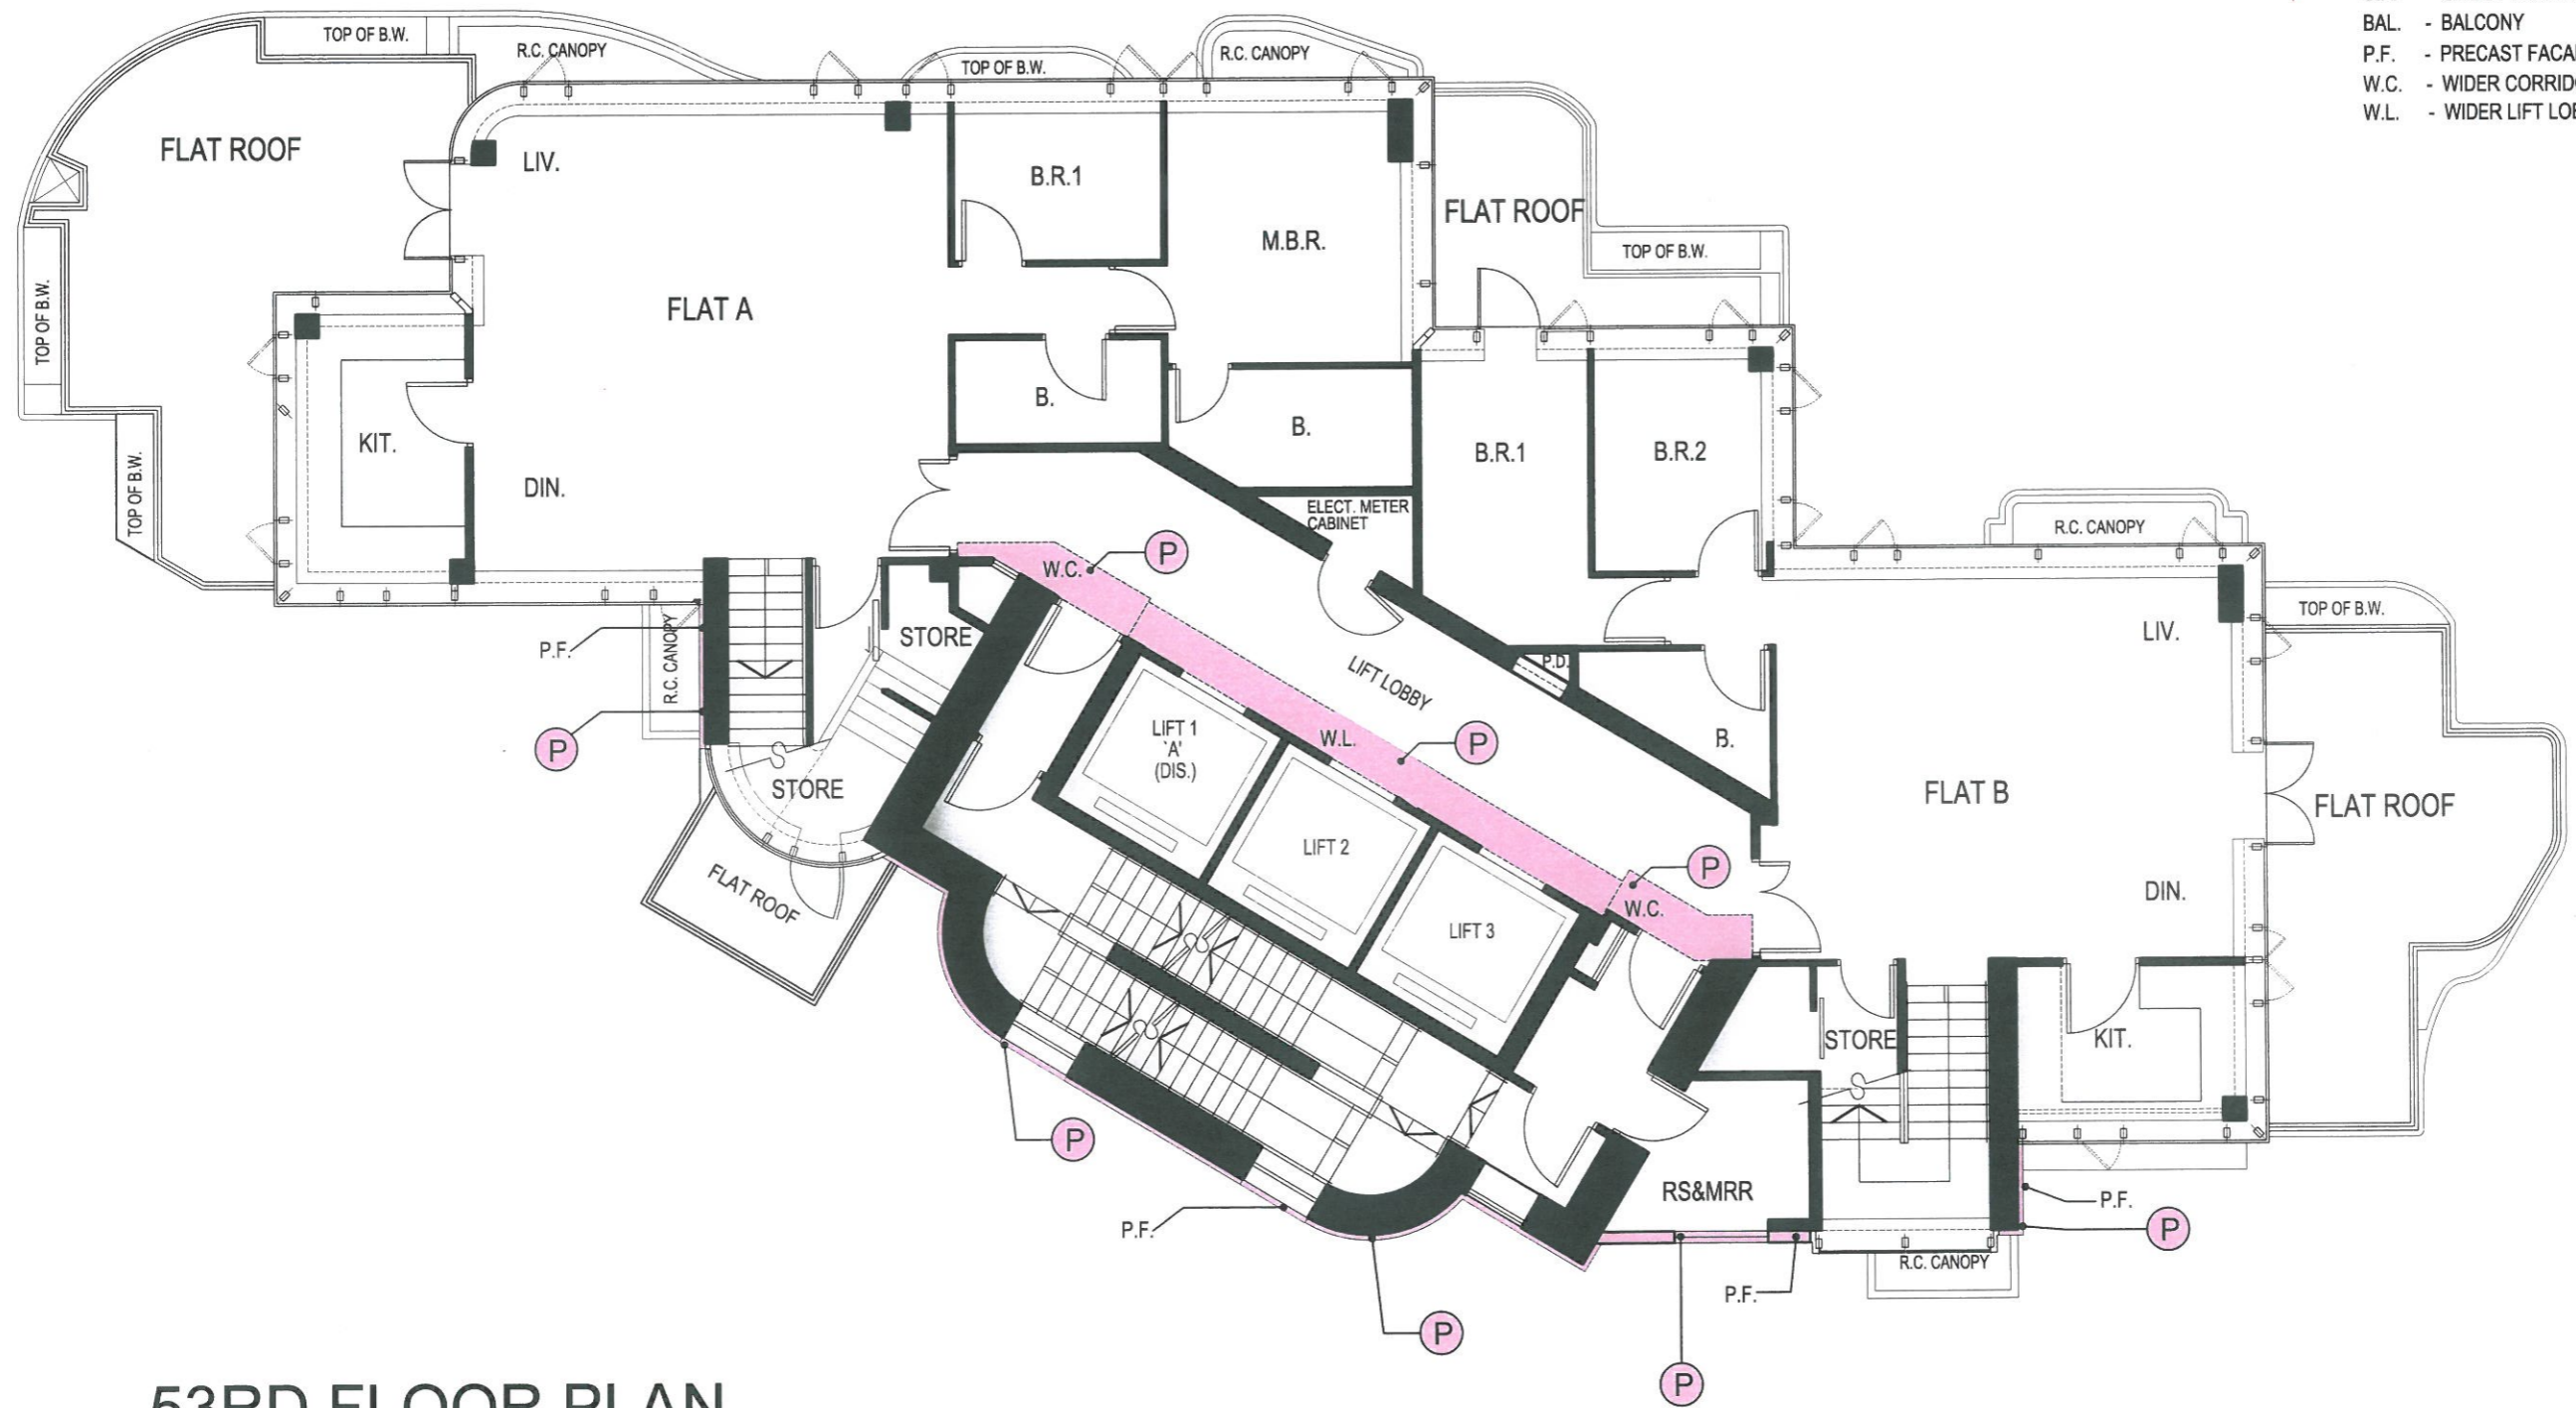 BAL. - BALCONY
P.F. - PRECAST
W.C. - WIDER
W.L. - WIDER LIFT
TOP OF B.W.
R.C. CANOPY
TOP OF B.W.
R.C. CANOPY
FLAT ROOF
LIV.
B.R.1
FLAT ROOF
M.B.R.
TOP OF B.W.
TOP OF B.W.
FLAT A
B.
B.
KIT.
DIN.
TOP OF B.W.
ELECT. METER
CABINET
B.R.1
B.R.2
R.C. CANOPY
W.C.
P
TOP OF B.W.
P.F.
R.C. CANOPY
STORE
LIFT LOBBY
P.D.
LIV.
P
LIFT 1
'A'
(DIS.)
W.L.
P
B.
STORE
FLAT B
FLAT ROOF
LIFT 2
P
FLAT ROOF
W.C.
DIN.
LIFT 3
STORE
KIT.
P
RS&MRR
P.F.
P.F.
P
R.C. CANOPY
P.F.
P
P
53RD FLOOR PLAN